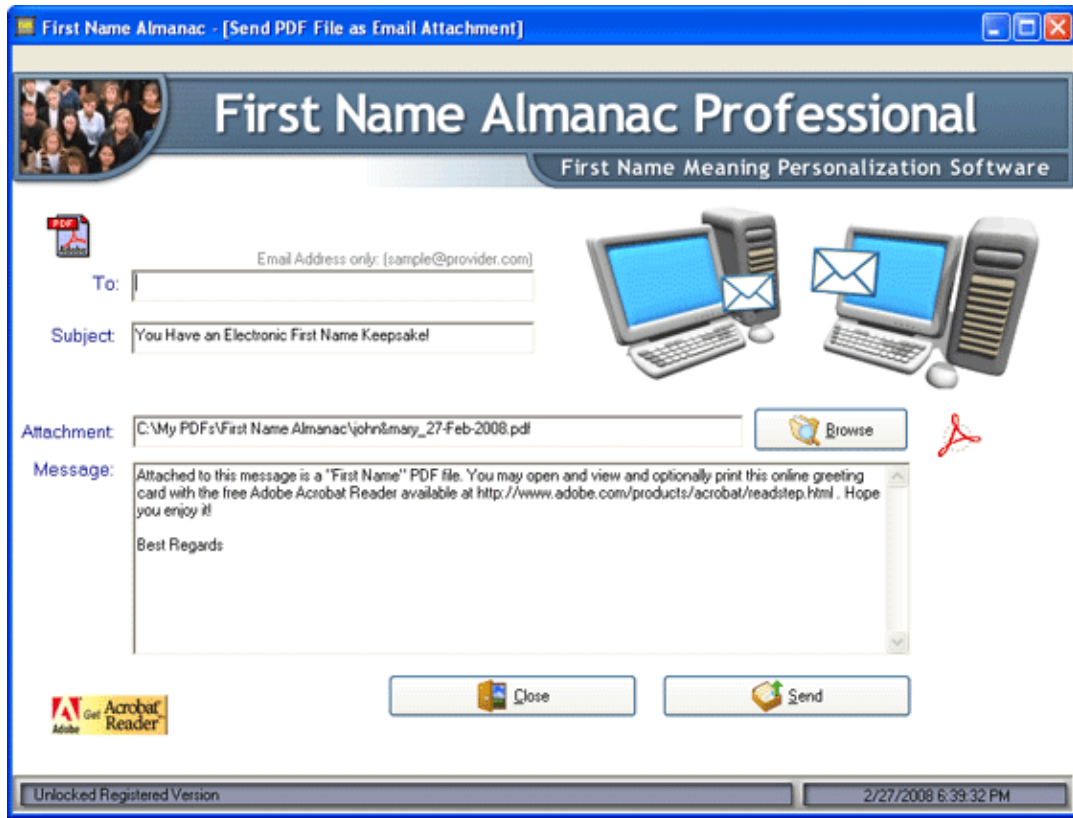 First Name Almanac - [Send PDF File as Email Attachment]
First Name Almanac Professional
First Name Meaning Personalization Software
PDF
Adobe
Email Address only: (sample@provider.com)
To:
Subject:
You Have an Electronic First Name Keepsake!
Attachment:
C:\My PDFs\First Name Almanac\john&mary_27-Feb-2008.pdf
Browse
Message:
Attached to this message is a "First Name" PDF file. You may open and view and optionally print this online greeting
card with the free Adobe Acrobat Reader available at http://www.adobe.com/products/acrobat/readstep.html . Hope
you enjoy it!
Best Regards
Close
Send
Adobe
Get Acrobat
Reader
Unlocked Registered Version
2/27/2008 6:39:32 PM